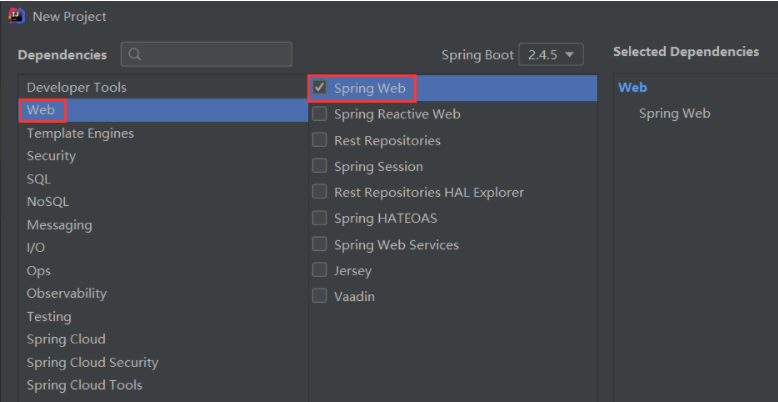 New Project
Dependencies
Spring Boot 2.4.5
Selected Dependencies
Developer Tools
Web
Template Engines
Security
SQL
NoSQL
Messaging
I/O
Ops
Observability
Testing
Spring Cloud
Spring Cloud Security
Spring Cloud Tools
Spring Web
Spring Reactive Web
Rest Repositories
Spring Session
Rest Repositories HAL Explorer
Spring HATEOAS
Spring Web Services
Jersey
Vaadin
Web
Spring Web